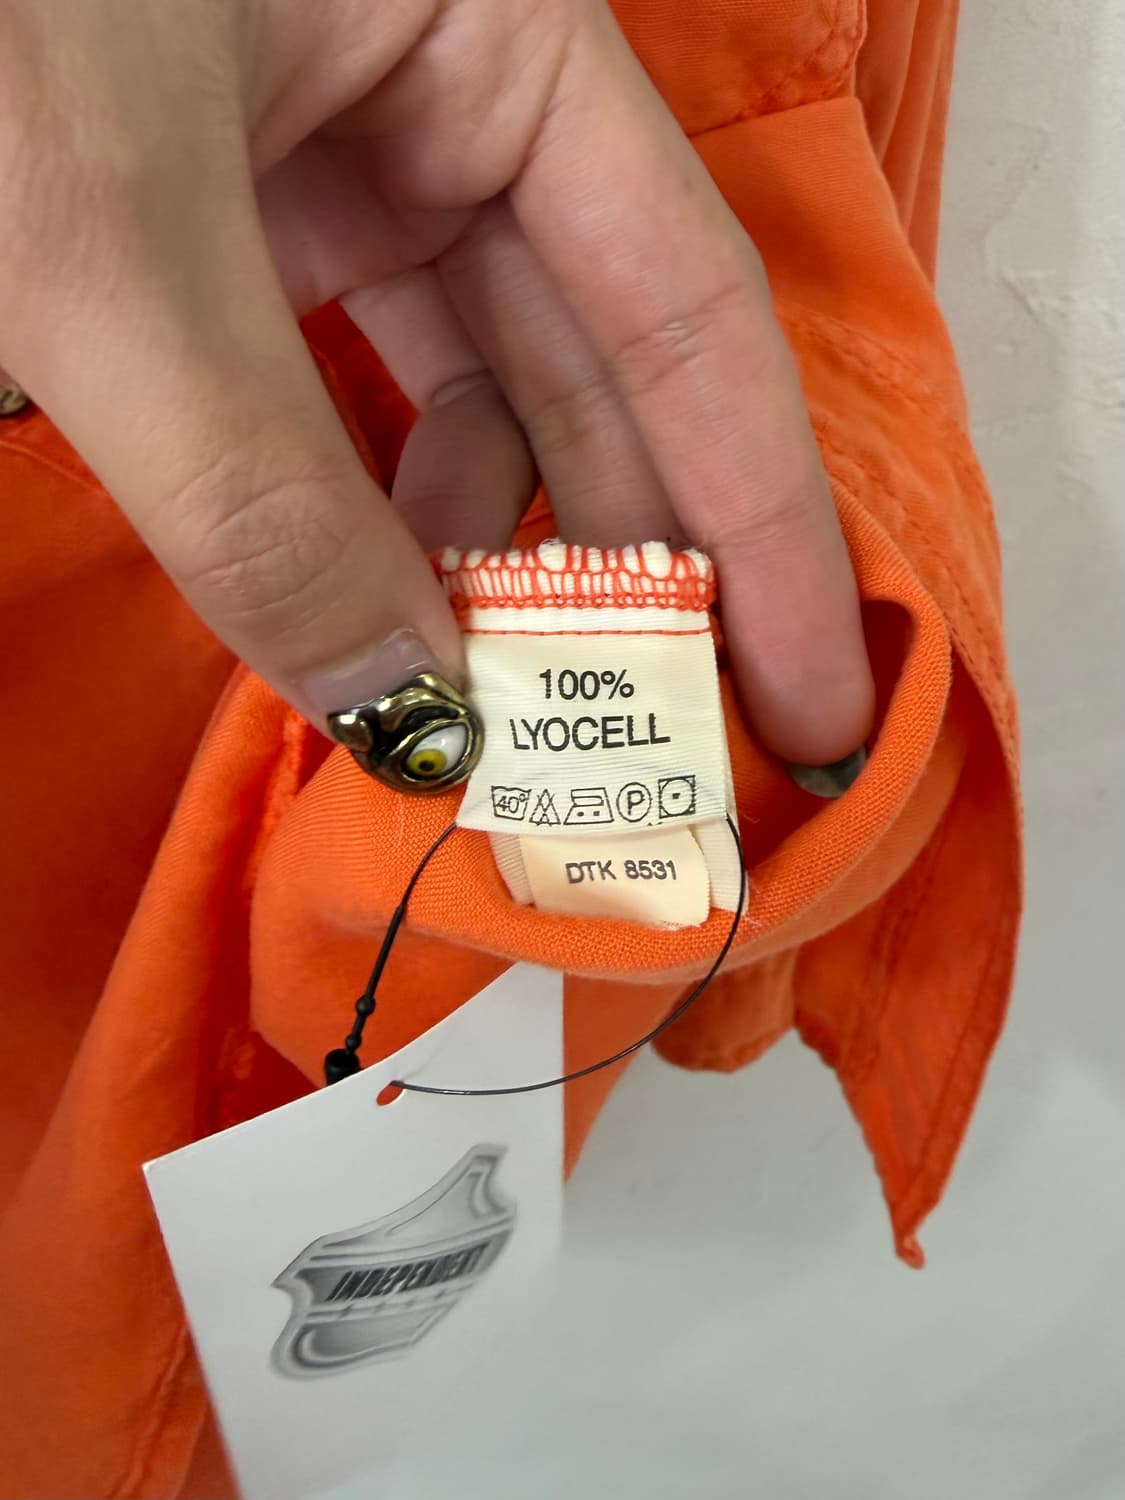 100%
LYOCELL
40°
P
DTK 8531
INDEPENDENT